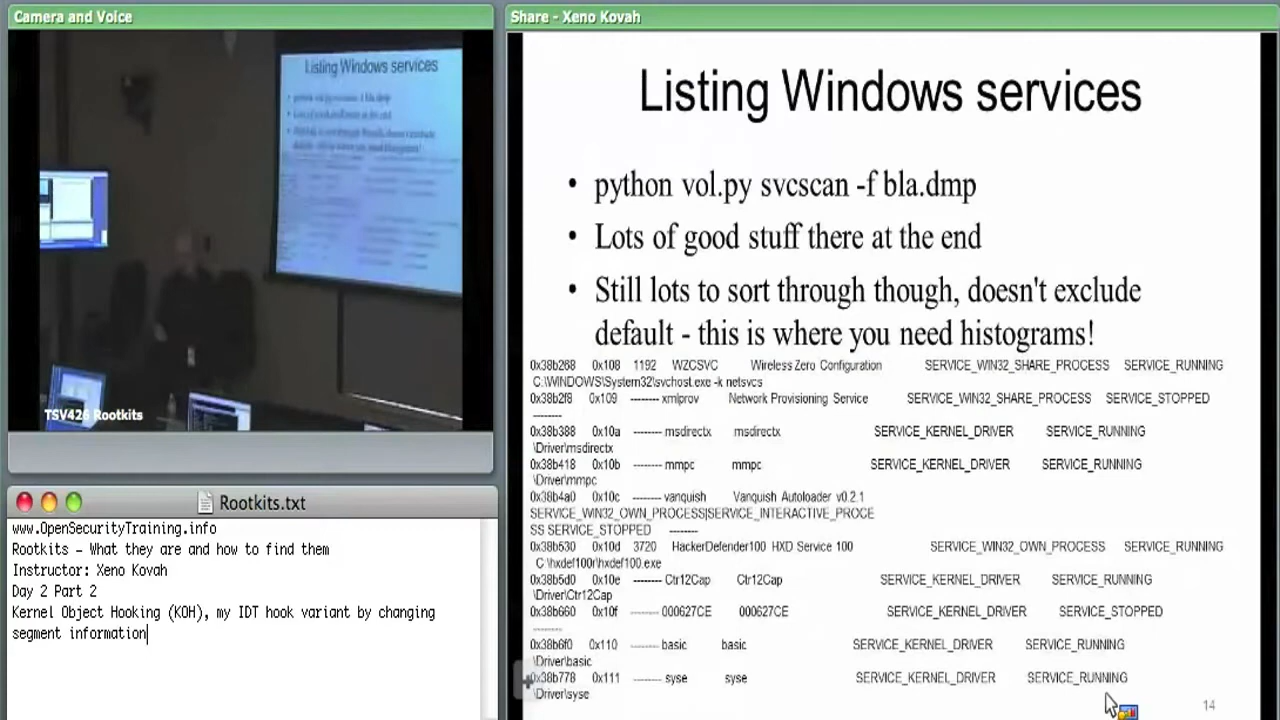 Camera and Voice
Listing Windows services
TSV426 Rootkits
Rootkits.txt
www.OpenSecurityTraining.info
Rootkits – What they are and how to find them
Instructor: Xeno Kovah
Day 2 Part 2
Kernel Object Hooking (KOH), my IDT hook variant by changing
segment information
Share - Xeno Kovah
Listing Windows services
• python vol.py svcscan -f bla.dmp
• Lots of good stuff there at the end
• Still lots to sort through though, doesn't exclude
default - this is where you need histograms!
0x38b268 0x108 1192 WZCSVC Wireless Zero Configuration SERVICE_WIN32_SHARE_PROCESS SERVICE_RUNNING
C:\WINDOWS\System32\svchost.exe -k netsvcs
0x38b2f8 0x109 -------- xmlprov Network Provisioning Service SERVICE_WIN32_SHARE_PROCESS SERVICE_STOPPED
--------
0x38b388 0x10a -------- msdirectx msdirectx SERVICE_KERNEL_DRIVER SERVICE_RUNNING
\Driver\msdirectx
0x38b418 0x10b -------- mmpc mmpc SERVICE_KERNEL_DRIVER SERVICE_RUNNING
\Driver\mmpc
0x38b4a0 0x10c -------- vanquish Vanquish Autoloader v0.2.1
SERVICE_WIN32_OWN_PROCESS|SERVICE_INTERACTIVE_PROCE
SS SERVICE_STOPPED --------
0x38b530 0x10d 3720 HackerDefender100 HXD Service 100 SERVICE_WIN32_OWN_PROCESS SERVICE_RUNNING
C:\hxdef100r\hxdef100.exe
0x38b5d0 0x10e -------- Ctr12Cap Ctr12Cap SERVICE_KERNEL_DRIVER SERVICE_RUNNING
\Driver\Ctr12Cap
0x38b660 0x10f -------- 000627CE 000627CE SERVICE_KERNEL_DRIVER SERVICE_STOPPED
--------
0x38b6f0 0x110 -------- basic basic SERVICE_KERNEL_DRIVER SERVICE_RUNNING
\Driver\basic
0x38b778 0x111 -------- syse syse SERVICE_KERNEL_DRIVER SERVICE_RUNNING
\Driver\syse
14